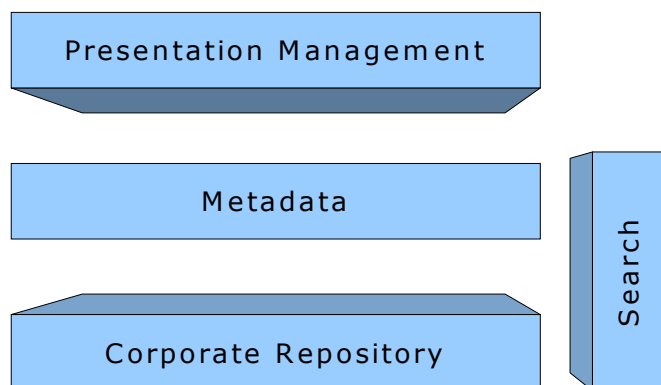 Presentation Management
Metadata
Search
Corporate Repository